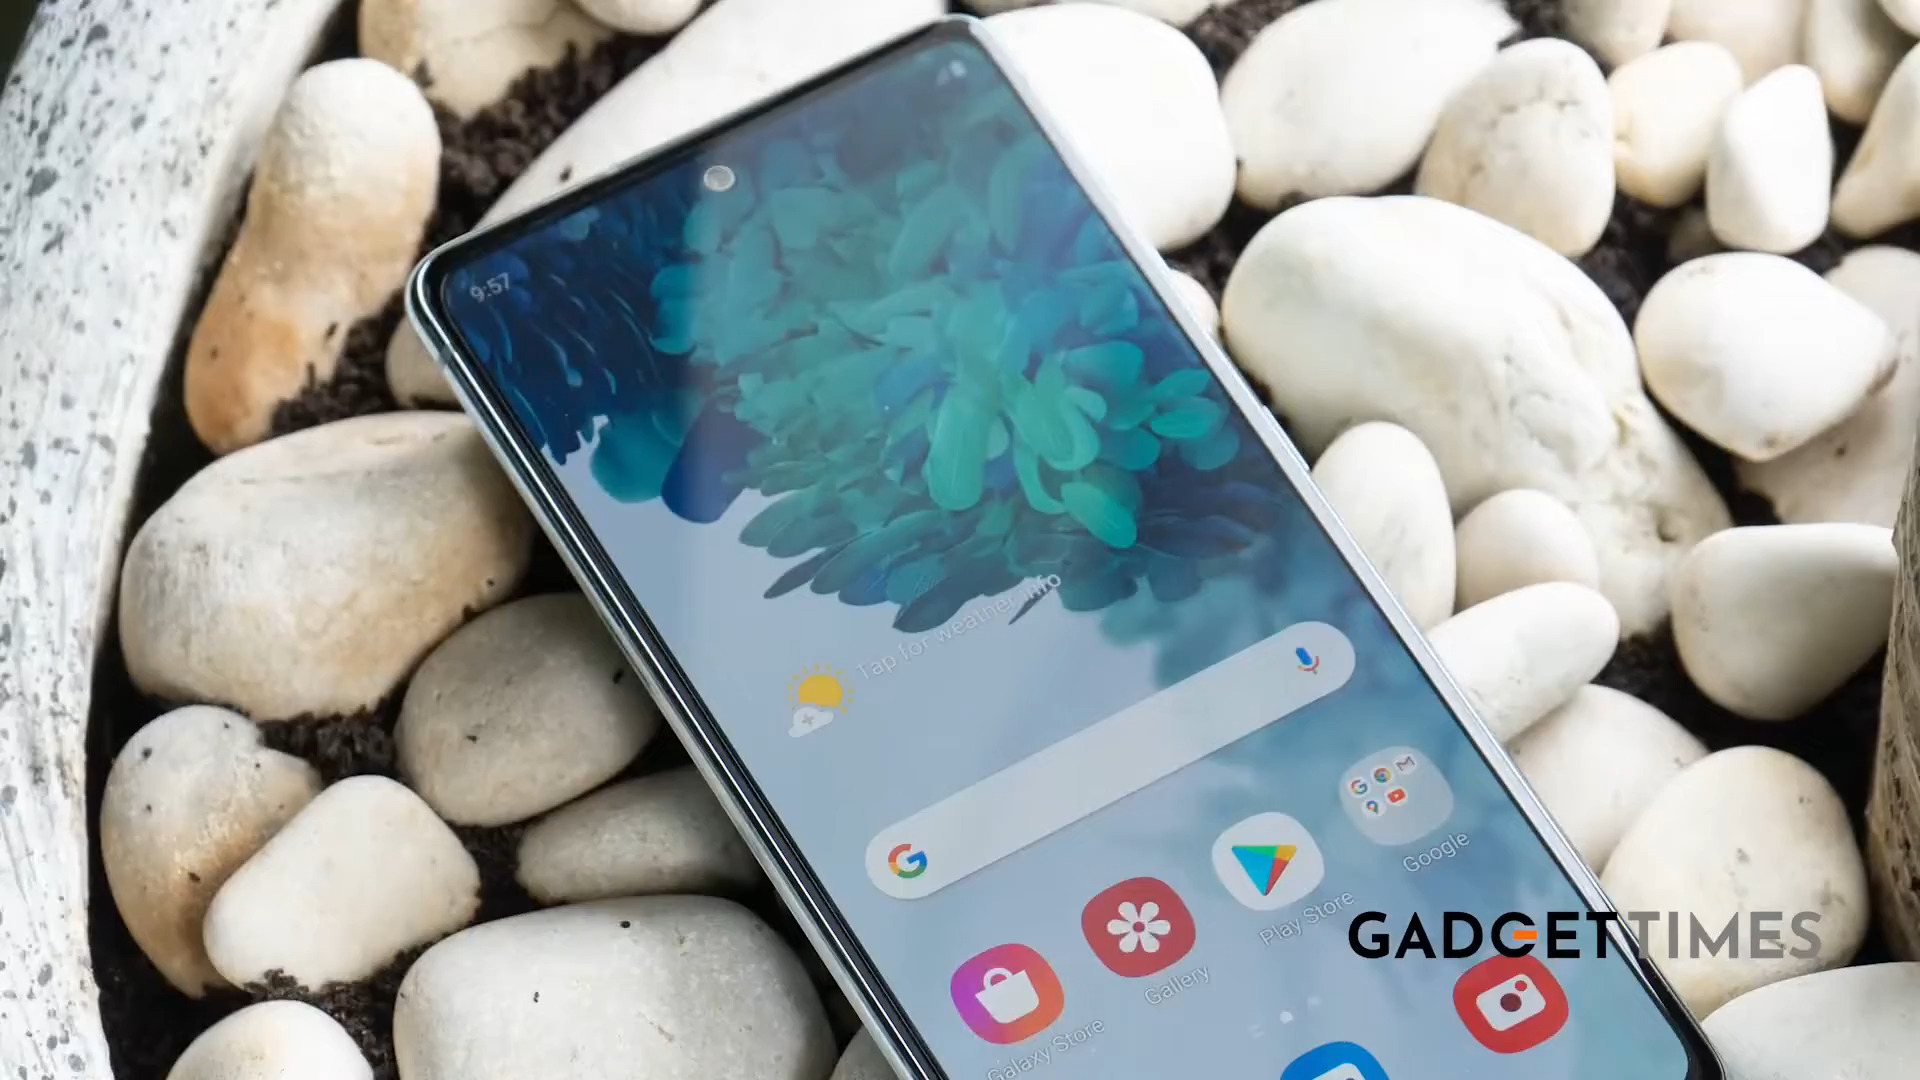 9:57
Tap for weather info
Google
Play Store
Gallery
Galaxy Store
GADGETTIMES